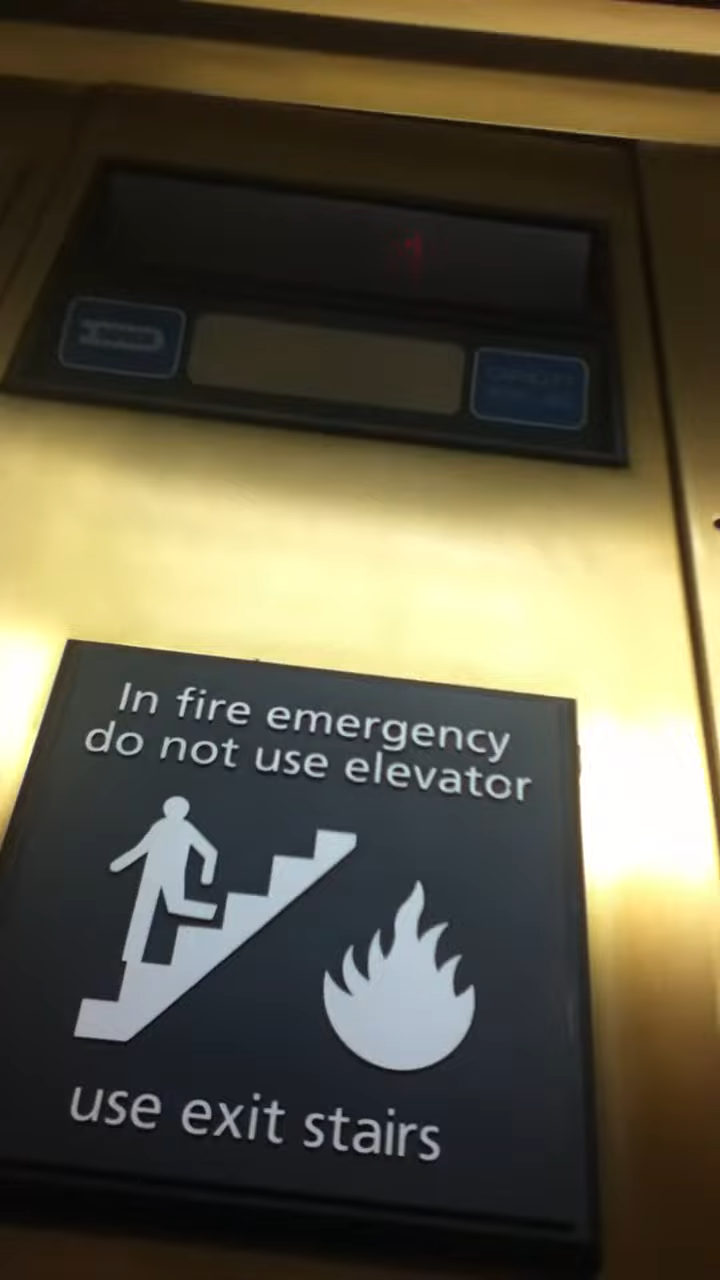 In fire emergency
do not use elevator
use exit stairs